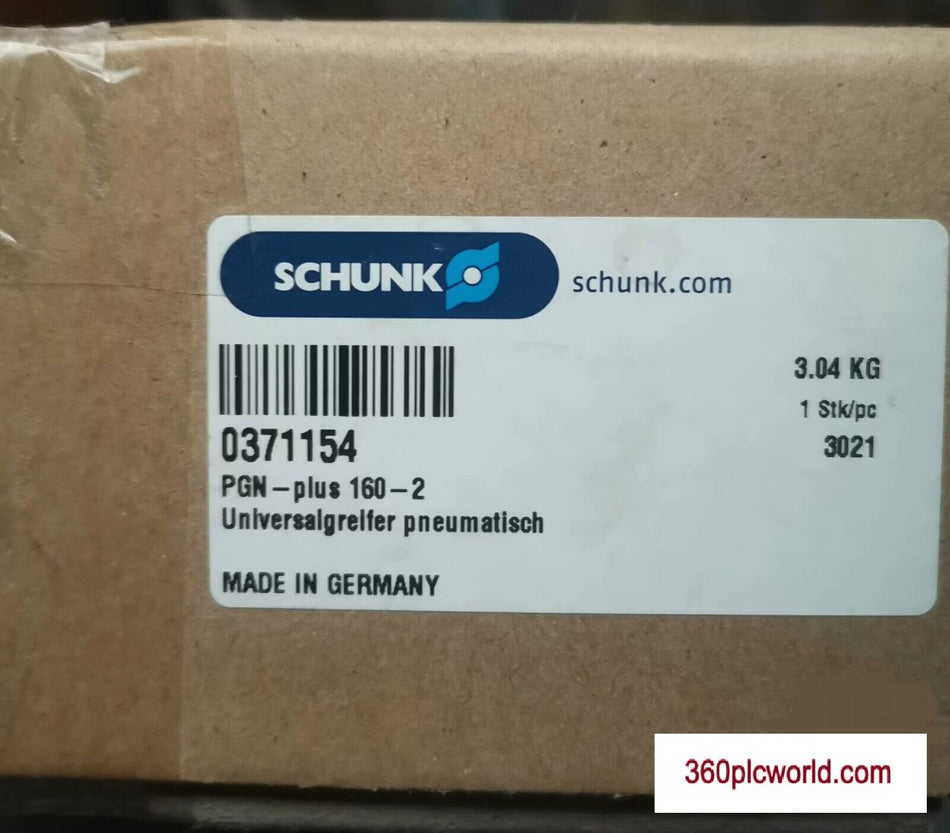 SCHUNK
schunk.com
3.04 KG
1 Stk/pc
0371154
3021
PGN-plus 160-2
Universalgreifer pneumatisch
MADE IN GERMANY
360plcworld.com